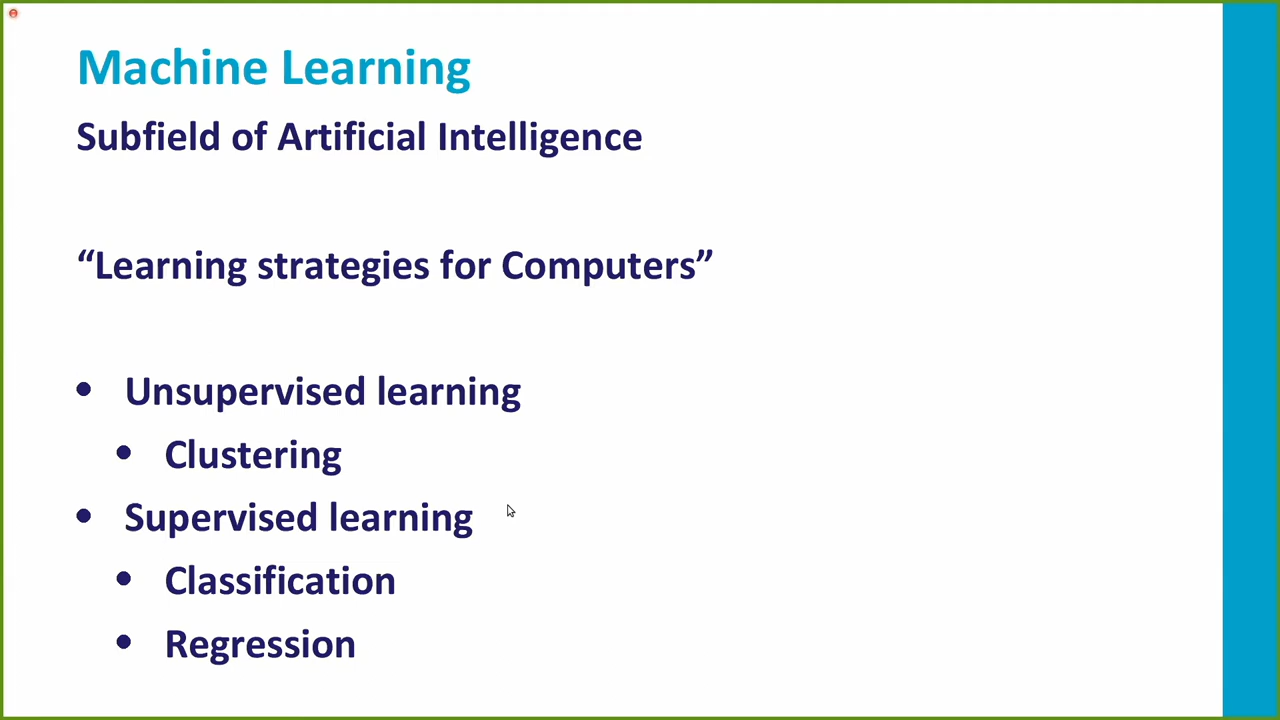 Machine Learning
Subfield of Artificial Intelligence
“Learning strategies for Computers”
• Unsupervised learning
• Clustering
• Supervised learning
• Classification
• Regression